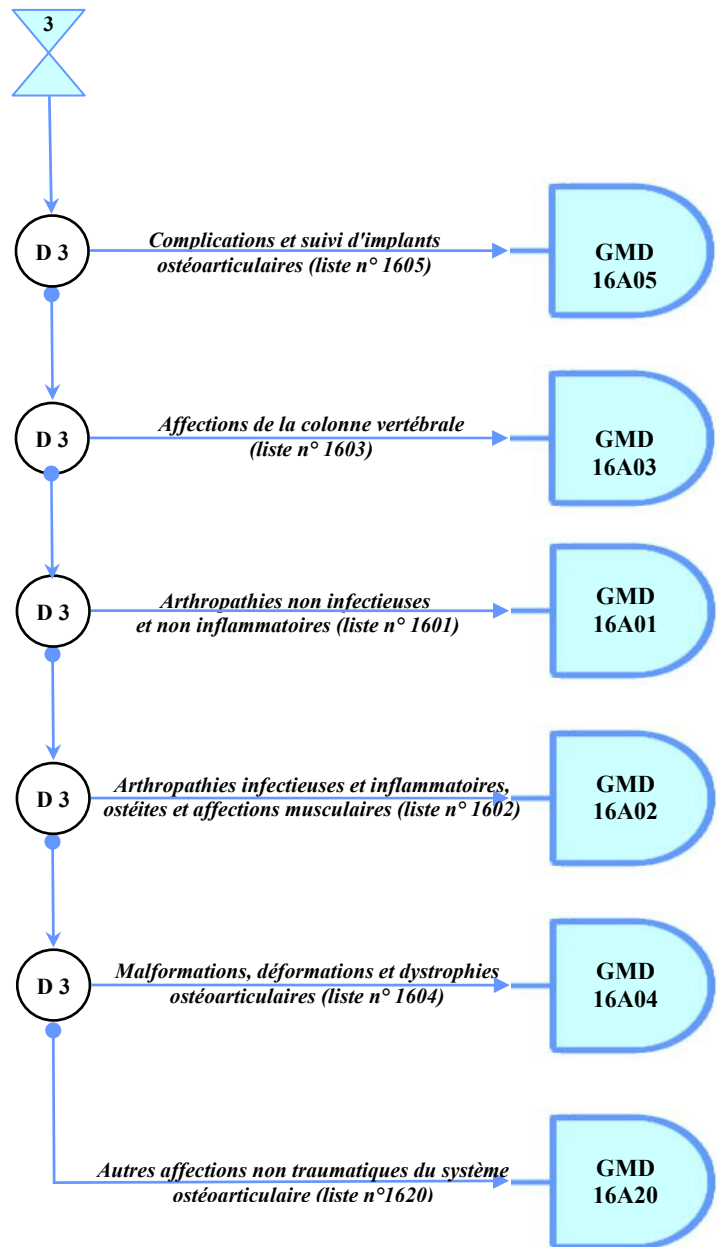 3
D 3
Complications et suivi d'implants
ostéoarticulaires (liste n° 1605)
GMD
16A05
D 3
Affections de la colonne vertébrale
(liste n° 1603)
GMD
16A03
D 3
Arthropathies non infectieuses
et non inflammatoires (liste n° 1601)
GMD
16A01
D 3
Arthropathies infectieuses et inflammatoires,
ostéites et affections musculaires (liste n° 1602)
GMD
16A02
D 3
Malformations, déformations et dystrophies
ostéoarticulaires (liste n° 1604)
GMD
16A04
Autres affections non traumatiques du système
ostéoarticulaire (liste n°1620)
GMD
16A20